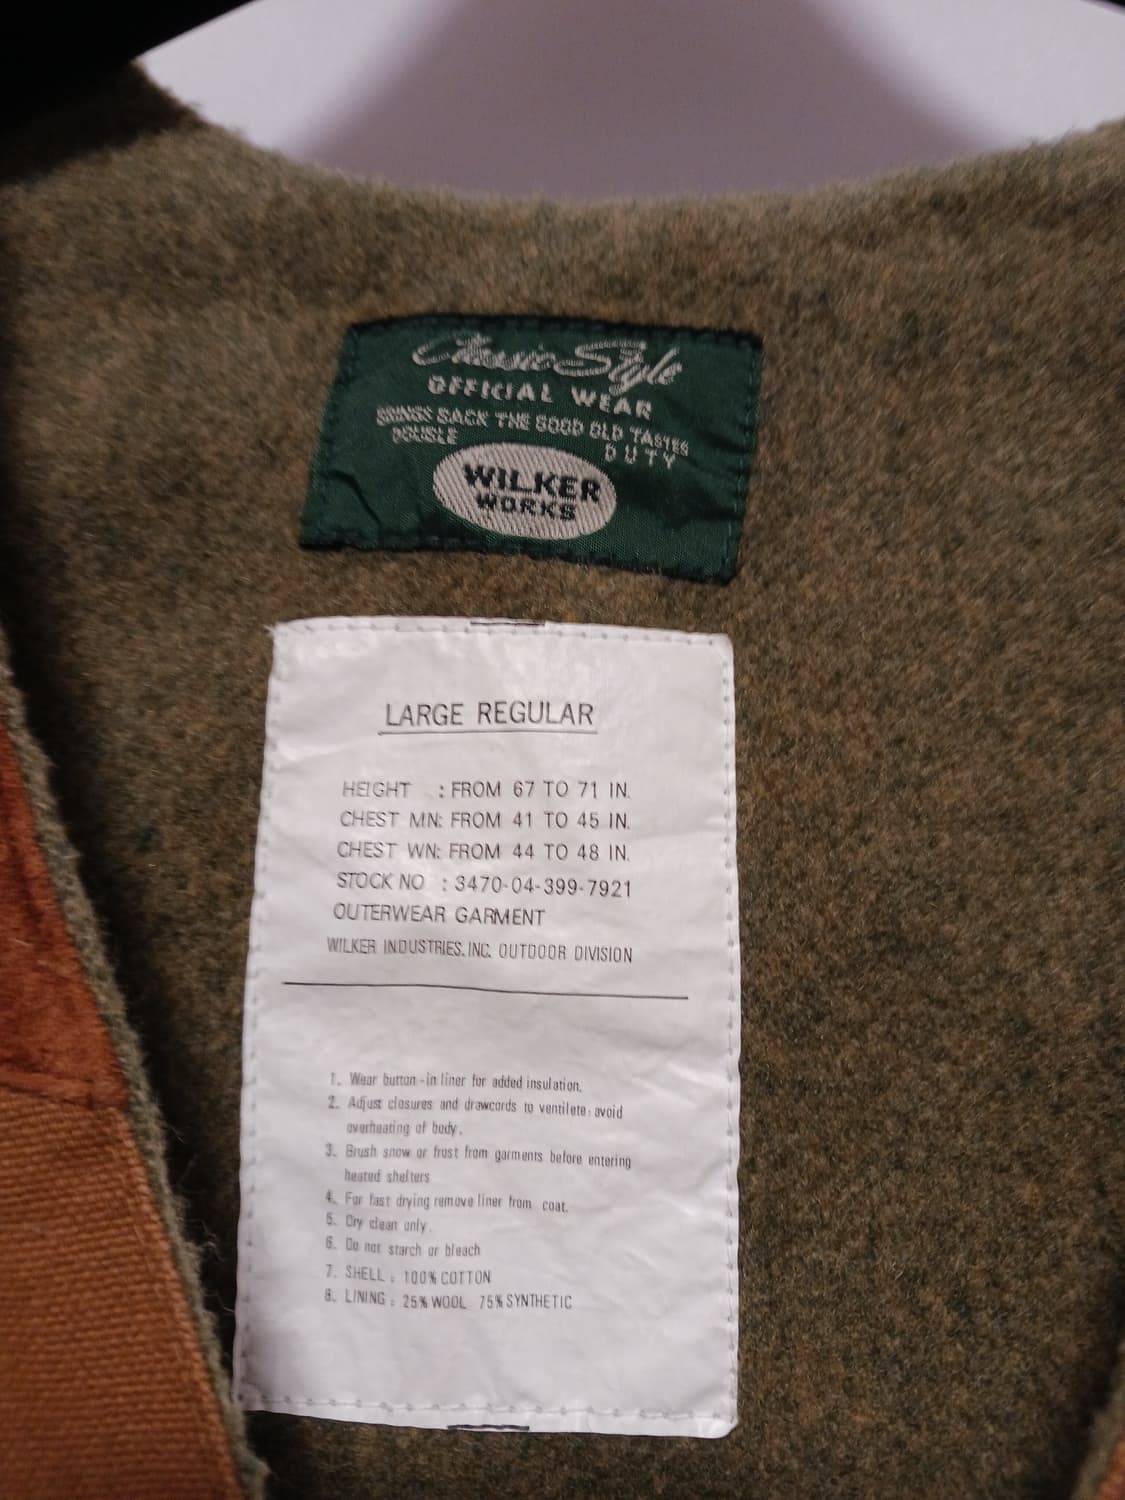 Classic Style
OFFICIAL WEAR
BRINGS BACK THE GOOD OLD TASTES
DOUBLE DUTY
WILKER
WORKS
LARGE REGULAR
HEIGHT : FROM 67 TO 71 IN.
CHEST MN: FROM 41 TO 45 IN.
CHEST WN: FROM 44 TO 48 IN.
STOCK NO : 3470-04-399-7921
OUTERWEAR GARMENT
WILKER INDUSTRIES, INC. OUTDOOR DIVISION
1. Wear button-in liner for added insulation.
2. Adjust closures and drawcords to ventilete: avoid
overheating of body.
3. Brush snow or frost from garments before entering
heated shelters
4. For fast drying remove liner from coat.
5. Dry clean only.
6. Do not starch or bleach
7. SHELL : 100% COTTON
8. LINING : 25% WOOL 75% SYNTHETIC